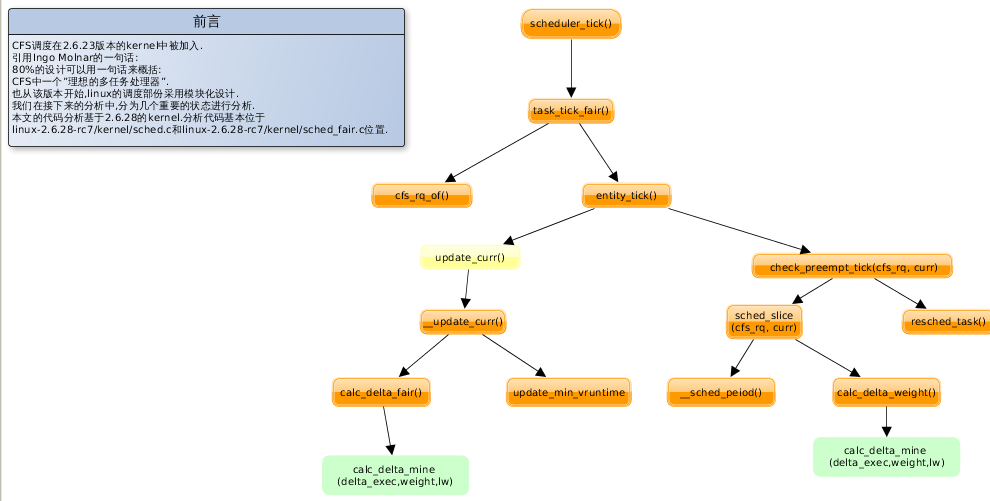 前言
CFS调度在2.6.23版本的kernel中被加入.
引用Ingo Molnar的一句话:
80%的设计可以用一句话来概括:
CFS中一个“理想的多任务处理器”.
也从该版本开始,linux的调度部份采用模块化设计.
我们在接下来的分析中,分为几个重要的状态进行分析.
本文的代码分析基于2.6.28的kernel.分析代码基本位于
linux-2.6.28-rc7/kernel/sched.c和linux-2.6.28-rc7/kernel/sched_fair.c位置.
scheduler_tick()
task_tick_fair()
cfs_rq_of()
entity_tick()
update_curr()
check_preempt_tick(cfs_rq, curr)
__update_curr()
sched_slice
(cfs_rq, curr)
resched_task()
calc_delta_fair()
update_min_vruntime
__sched_peiod()
calc_delta_weight()
calc_delta_mine
(delta_exec,weight,lw)
calc_delta_mine
(delta_exec,weight,lw)